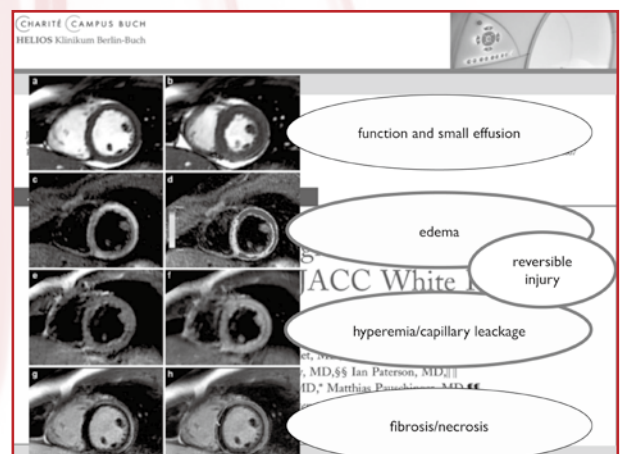 CHARITÉ CAMPUS BUCH
HELIOS Klinikum Berlin-Buch
a
b
function and small effusion
c
d
edema
reversible
injury
JACC White
e
f
hyperemia/capillary leackage
MD,§§ Ian Paterson, MD,¶¶
MD,* Matthias Pauschinger, MD,¶¶
g
h
fibrosis/necrosis